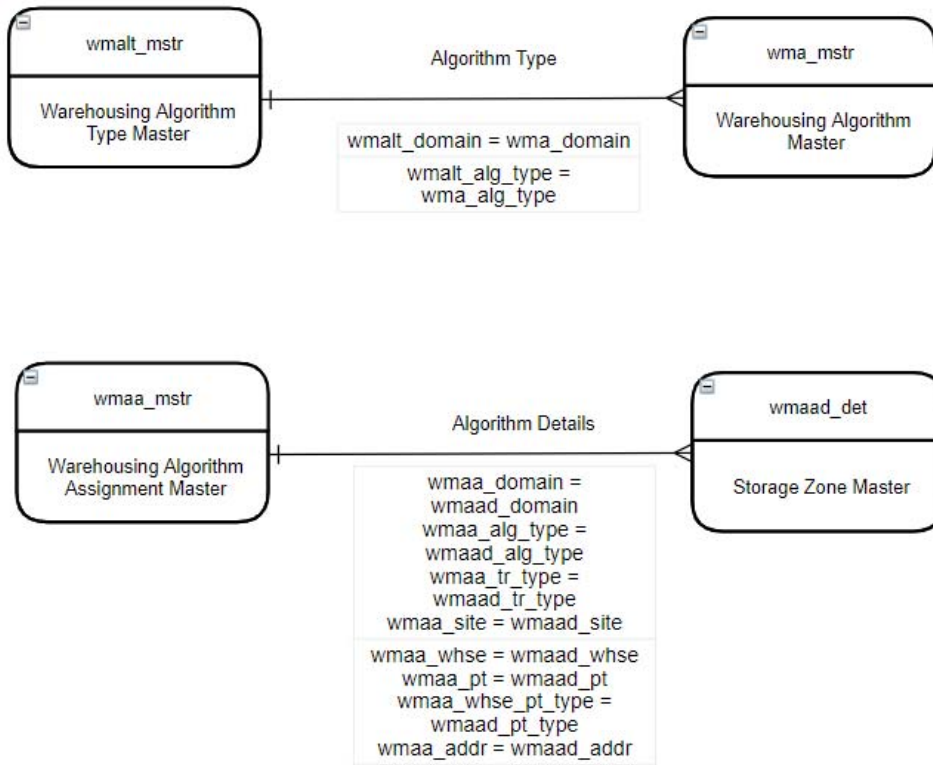 wmalt_mstr
Algorithm Type
wma_mstr
Warehousing Algorithm
Type Master
Warehousing Algorithm
Master
wmalt_domain = wma_domain
wmalt_alg_type =
wma_alg_type
wmaa_mstr
Algorithm Details
wmaad_det
Warehousing Algorithm
Assignment Master
Storage Zone Master
wmaa_domain =
wmaad_domain
wmaa_alg_type =
wmaad_alg_type
wmaa_tr_type =
wmaad_tr_type
wmaa_site = wmaad_site
wmaa_whse = wmaad_whse
wmaa_pt = wmaad_pt
wmaa_whse_pt_type =
wmaad_pt_type
wmaa_addr = wmaad_addr